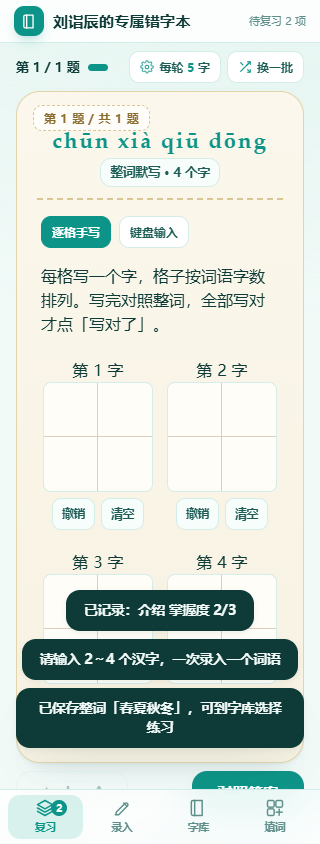 刘诣辰的专属错字本
待复习 2 项
第 1 / 1 题
每轮 5 字
换一批
第 1 题 / 共 1 题
chūn xià qiū dōng
整词默写 • 4 个字
逐格手写
键盘输入
每格写一个字，格子按词语字数
排列。写完对照整词，全部写对
才点「写对了」。
第 1 字
第 2 字
撤销
清空
撤销
清空
第 3 字
第 4 字
已记录：介绍 掌握度 2/3
请输入 2～4 个汉字，一次录入一个词语
已保存整词「春夏秋冬」，可到字库选择
练习
2
复习
录入
字库
填词